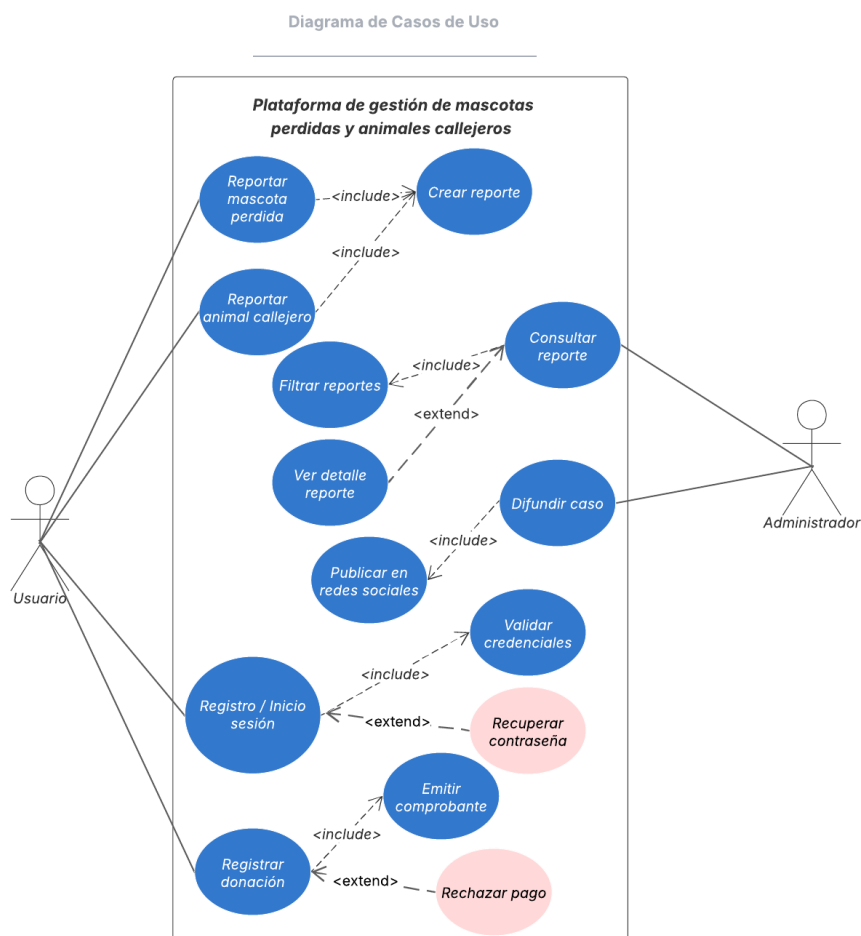 Diagrama de Casos de Uso
Plataforma de gestión de mascotas
perdidas y animales callejeros
Reportar
mascota
perdida
<include>
Crear reporte
<include>
Reportar
animal callejero
Consultar
reporte
<include>
Filtrar reportes
<extend>
Ver detalle
reporte
Difundir caso
Administrador
<include>
Publicar en
redes sociales
Usuario
Validar
credenciales
<include>
Registro / Inicio
sesión
<extend>
Recuperar
contraseña
Emitir
comprobante
<include>
Registrar
donación
<extend>
Rechazar pago